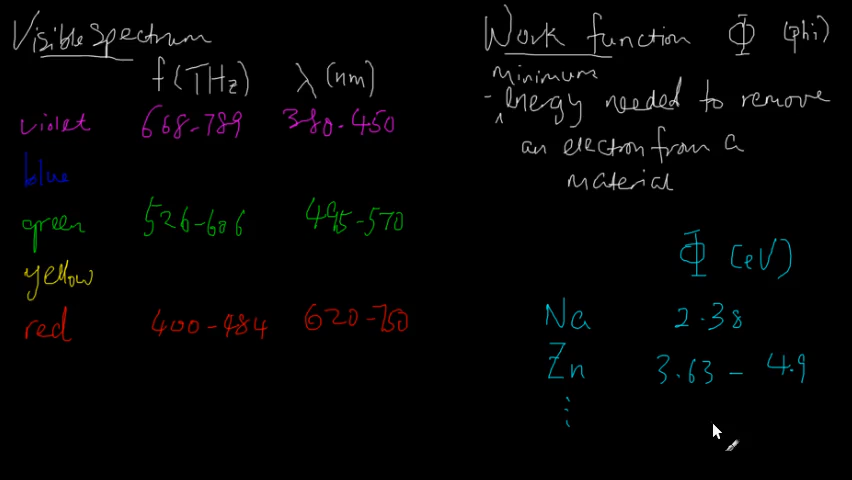 Visible Spectrum
f (THz) λ (nm)
violet 668-789 380-450
blue
green 526-606 495-570
yellow
red 400-484 620-750
Work function Φ (phi)
minimum
- ^energy needed to remove
an electron from a
material
Φ (eV)
Na 2.38
Zn 3.63 - 4.9
⋮